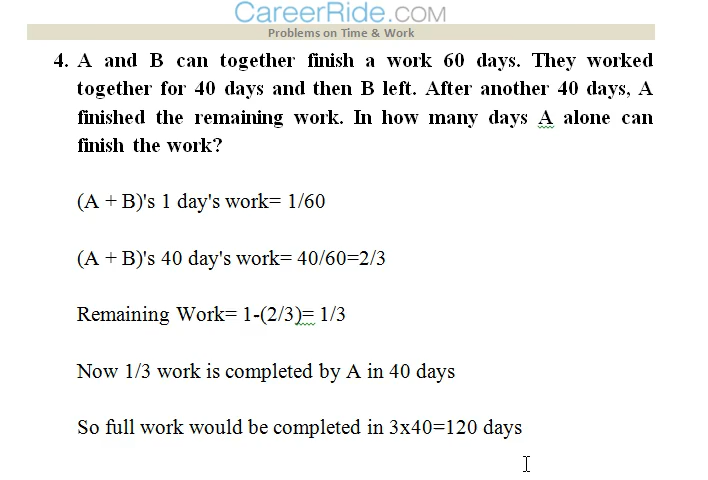 CareerRide.COM
Problems on Time & Work
4. A and B can together finish a work 60 days. They worked
together for 40 days and then B left. After another 40 days, A
finished the remaining work. In how many days A alone can
finish the work?
(A + B)'s 1 day's work= 1/60
(A + B)'s 40 day's work= 40/60=2/3
Remaining Work= 1-(2/3)= 1/3
Now 1/3 work is completed by A in 40 days
So full work would be completed in 3x40=120 days